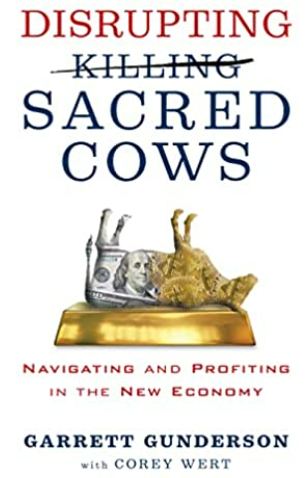 DISRUPTING
KILLING
SACRED
COWS
NAVIGATING AND PROFITING
IN THE NEW ECONOMY
GARRETT GUNDERSON
with COREY WERT